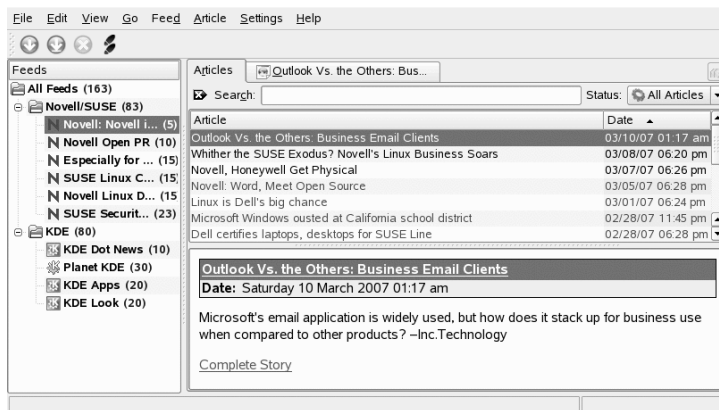 File Edit View Go Feed Article Settings Help
Feeds
All Feeds (163)
Novell/SUSE (83)
Novell: Novell i... (5)
Novell Open PR (10)
Especially for ... (15)
SUSE Linux C... (15)
Novell Linux D... (15
SUSE Securit... (23)
KDE (80)
KDE Dot News (10)
Planet KDE (30)
KDE Apps (20)
KDE Look (20)
Articles Outlook Vs. the Others: Bus...
Search: Status: All Articles
Article Date
Outlook Vs. the Others: Business Email Clients 03/10/07 01:17 am
Whither the SUSE Exodus? Novell's Linux Business Soars 03/08/07 06:20 pm
Novell, Honeywell Get Physical 03/07/07 06:26 pm
Novell: Word, Meet Open Source 03/05/07 06:28 pm
Linux is Dell's big chance 03/01/07 06:24 pm
Microsoft Windows ousted at California school district 02/28/07 11:45 pm
Dell certifies laptops, desktops for SUSE Line 02/28/07 06:28 pm
Outlook Vs. the Others: Business Email Clients
Date: Saturday 10 March 2007 01:17 am
Microsoft's email application is widely used, but how does it stack up for business use
when compared to other products? –Inc.Technology
Complete Story